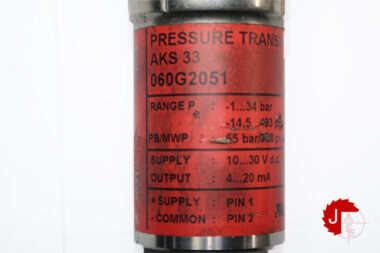 PRESSURE TRANS
AKS 33
060G2051
RANGE Pe : -1...34 bar
-14,5...493
PB/MWP : 55 bar/
SUPPLY : 10...30 V d.c.
OUTPUT : 4...20 mA
+ SUPPLY : PIN 1
- COMMON : PIN 2
J